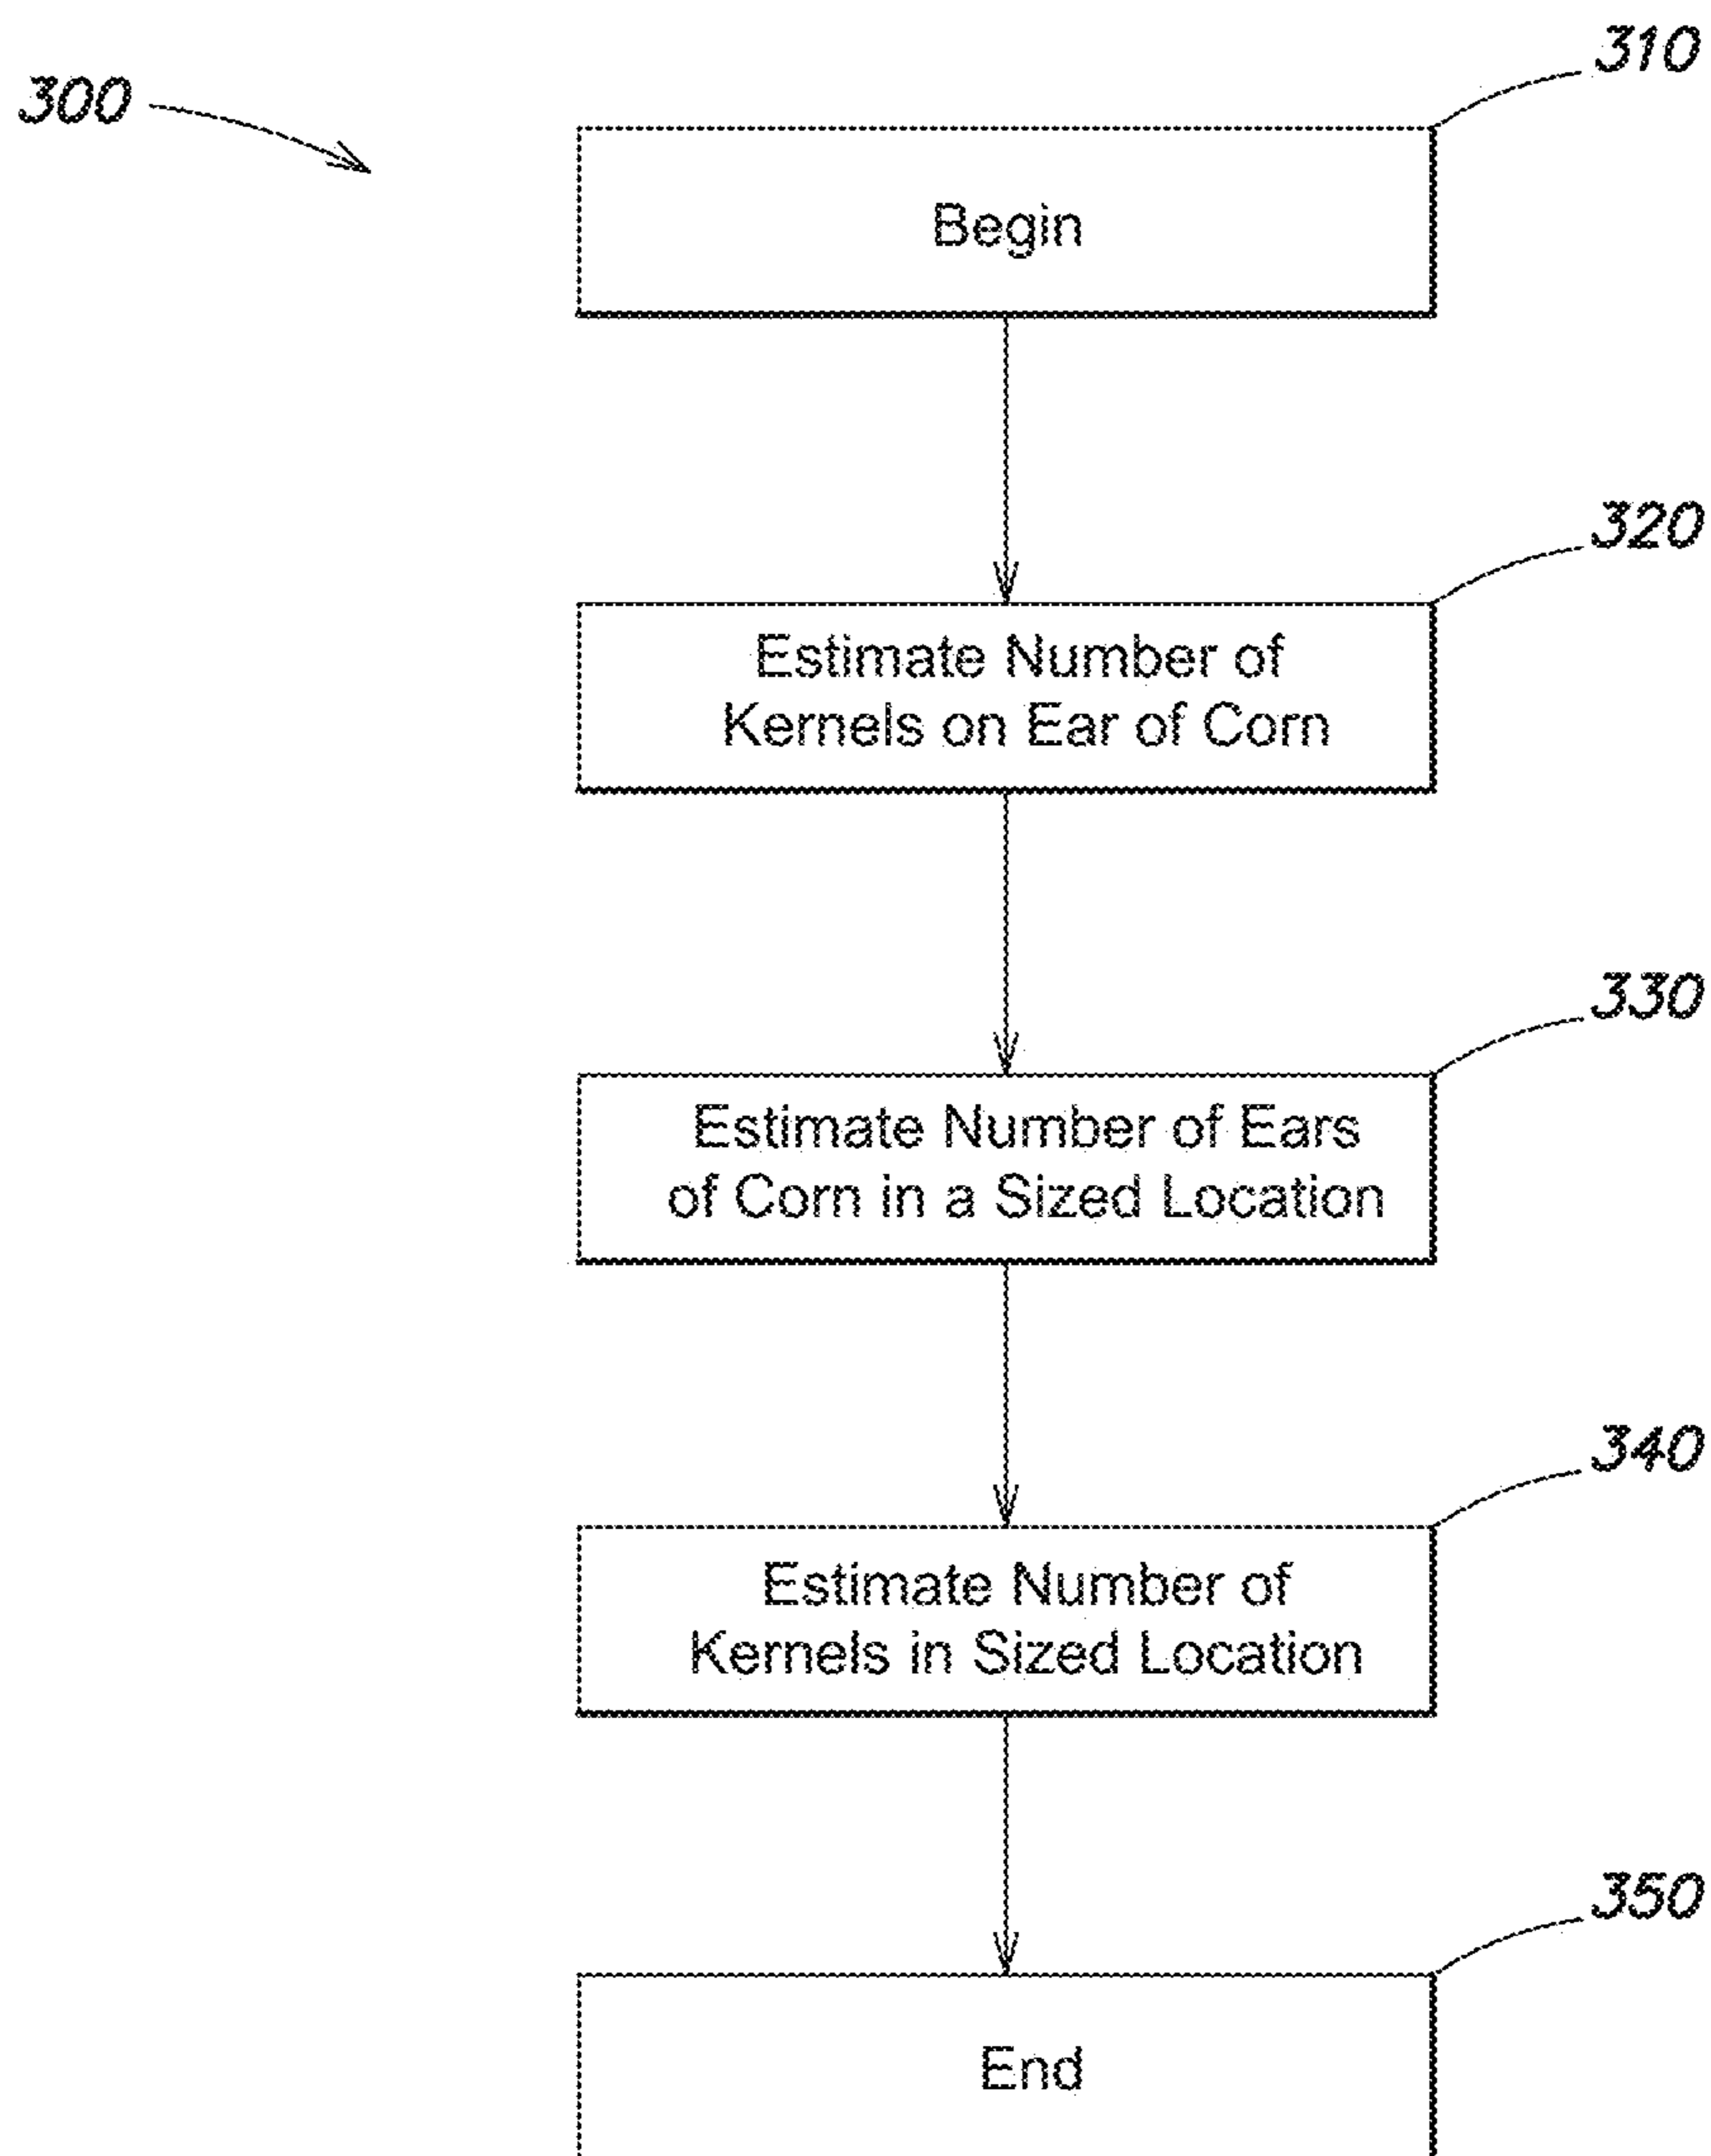 300
310
Begin
320
Estimate Number of
Kernels on Ear of Corn
330
Estimate Number of Ears
of Corn in a Sized Location
340
Estimate Number of
Kernels in Sized Location
350
End